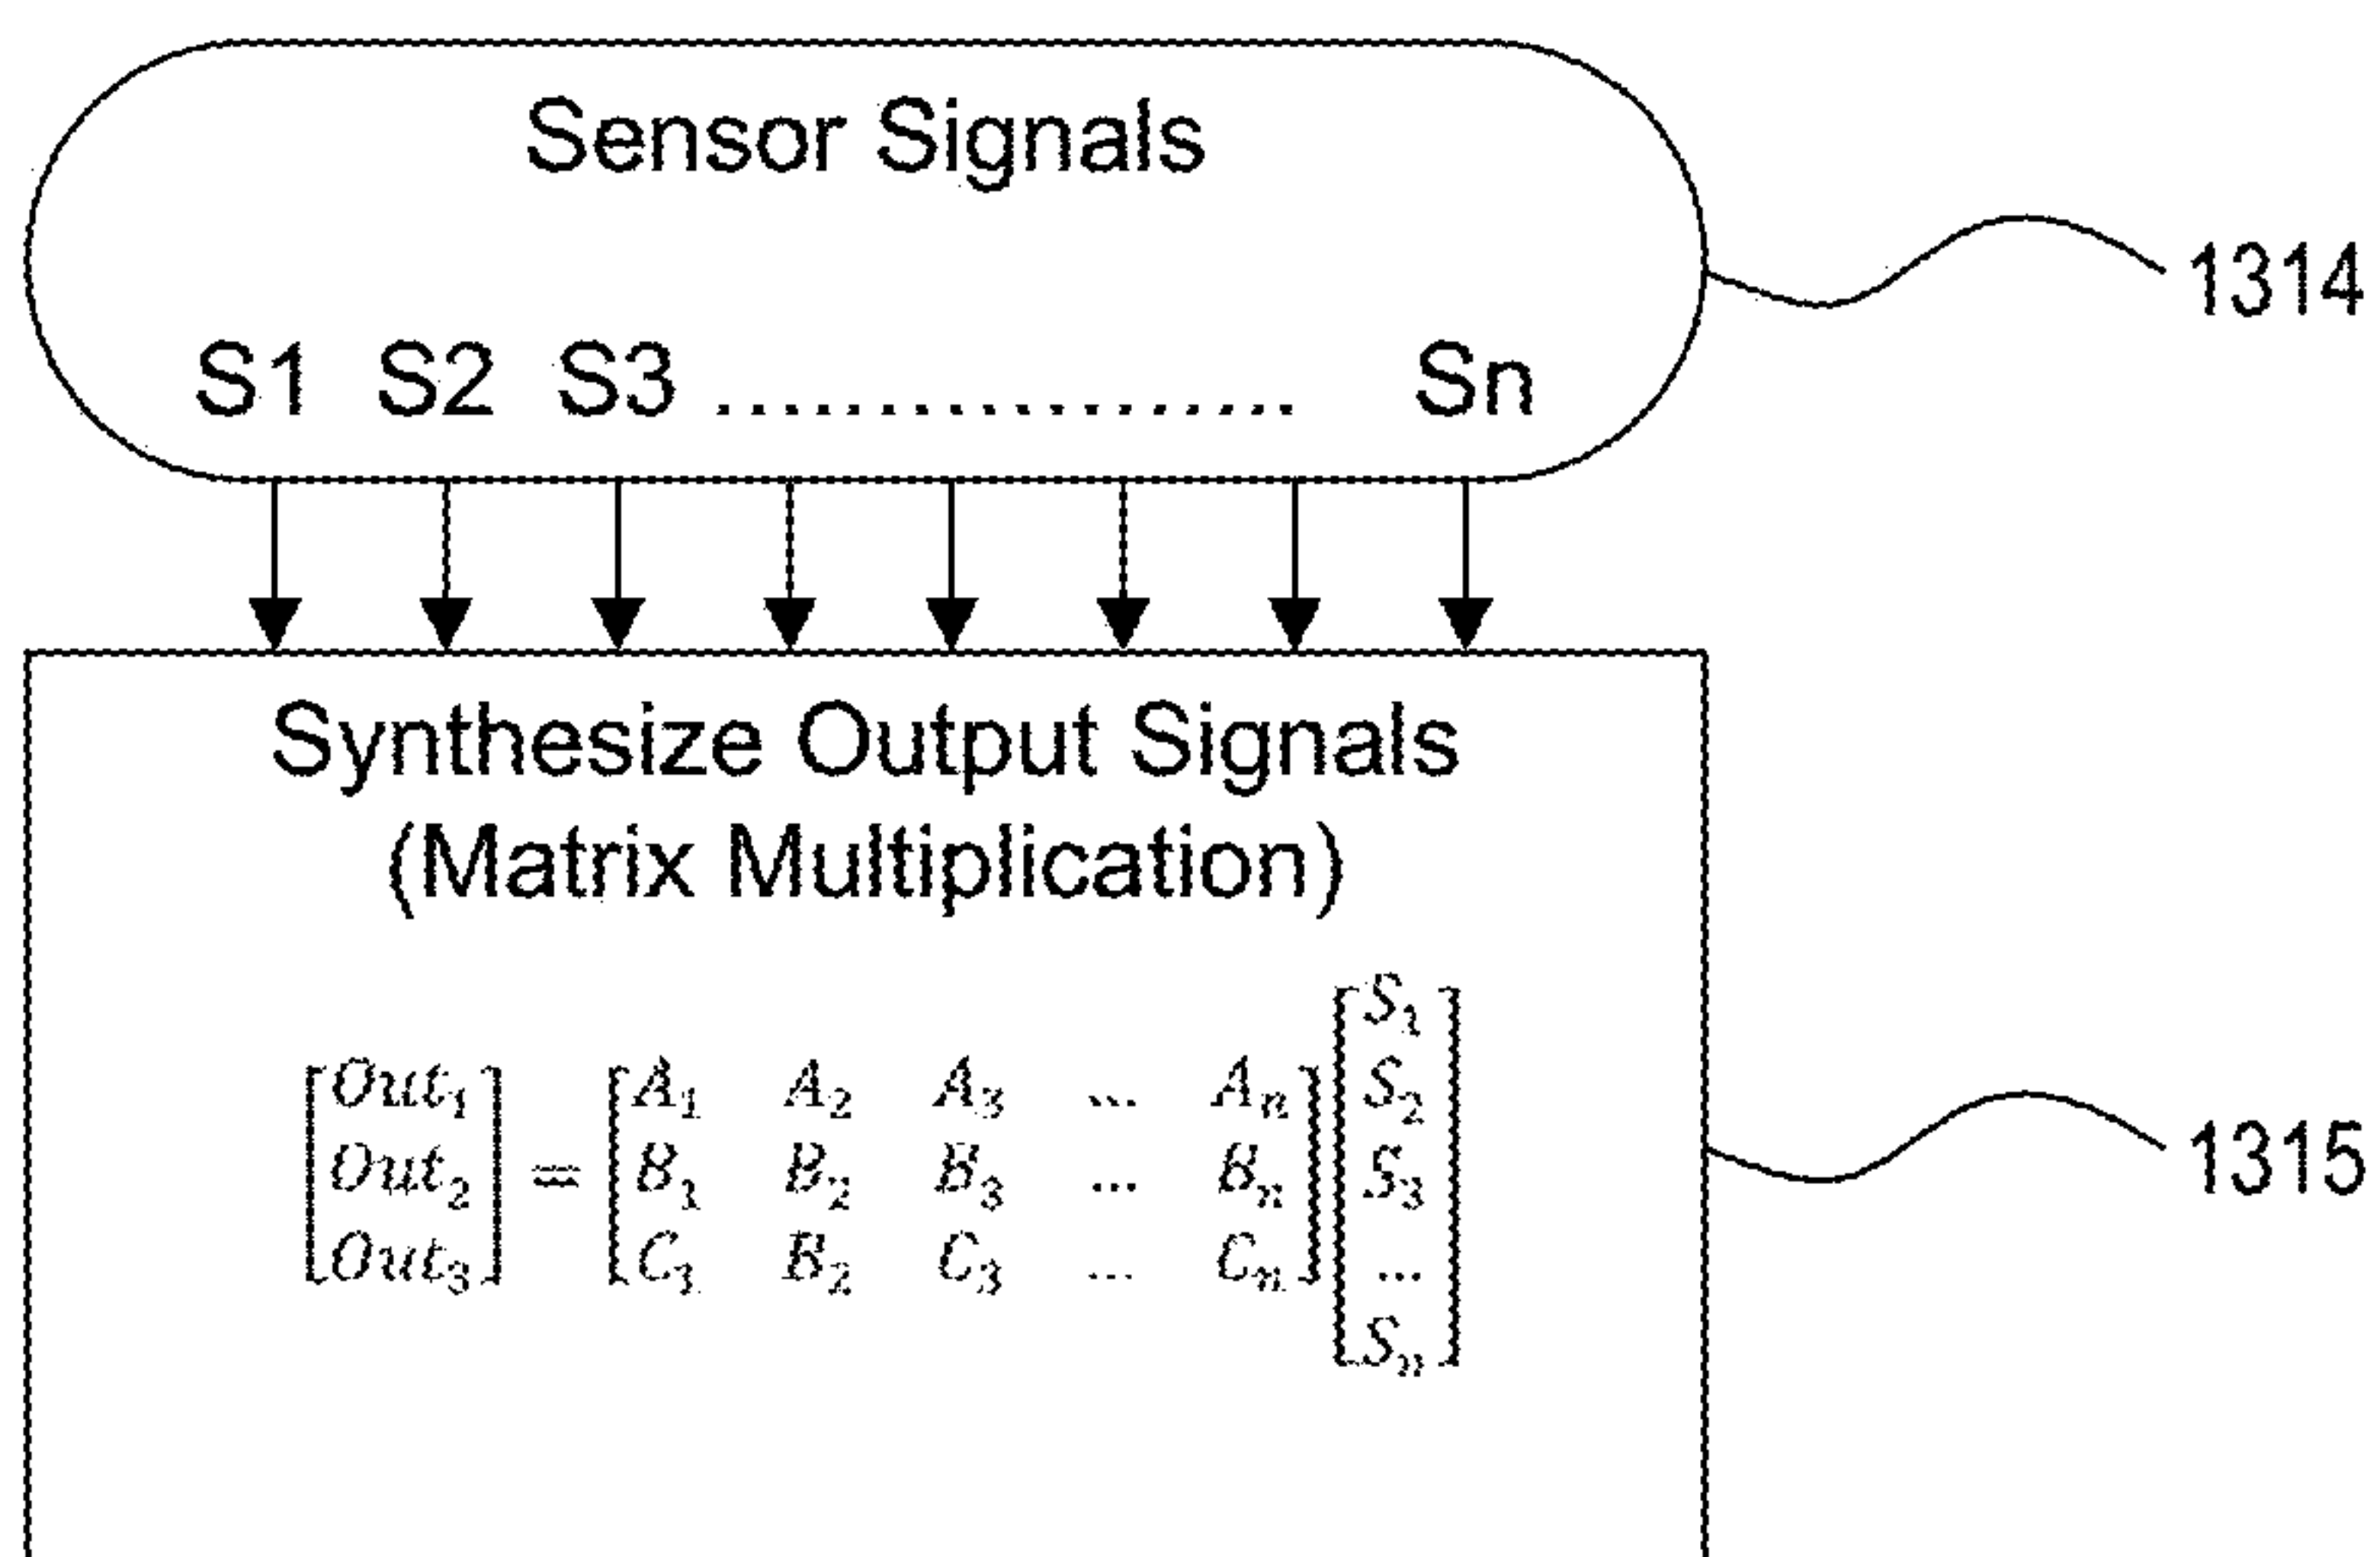 Sensor Signals
1314
S1 S2 S3 .................. Sn
Synthesize Output Signals
(Matrix Multiplication)
S₁
Out₁ A₁ A₂ A₃ ... Aₙ S₂
Out₂ = B₁ B₂ B₃ ... Bₙ S₃
Out₃ C₁ B₂ C₃ ... Cₙ ...
Sₙ
1315